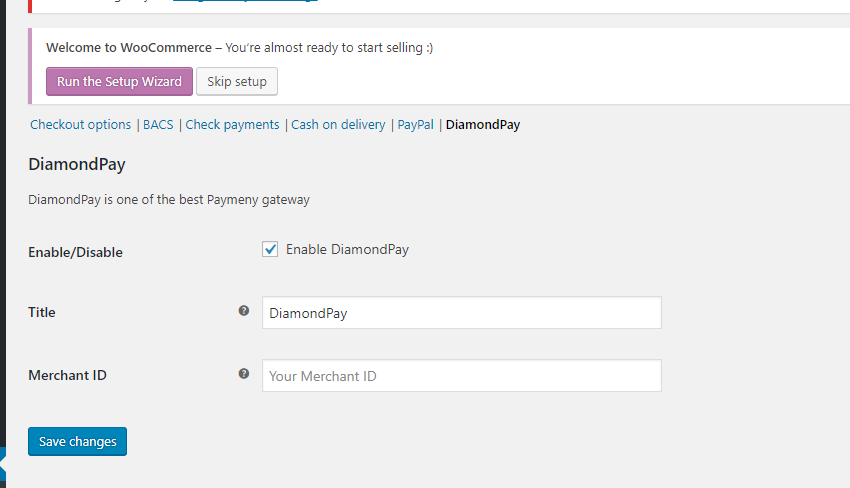 Welcome to WooCommerce – You're almost ready to start selling :)
Run the Setup Wizard Skip setup
Checkout options | BACS | Check payments | Cash on delivery | PayPal | DiamondPay
DiamondPay
DiamondPay is one of the best Paymeny gateway
Enable/Disable Enable DiamondPay
Title ? DiamondPay
Merchant ID ? Your Merchant ID
Save changes